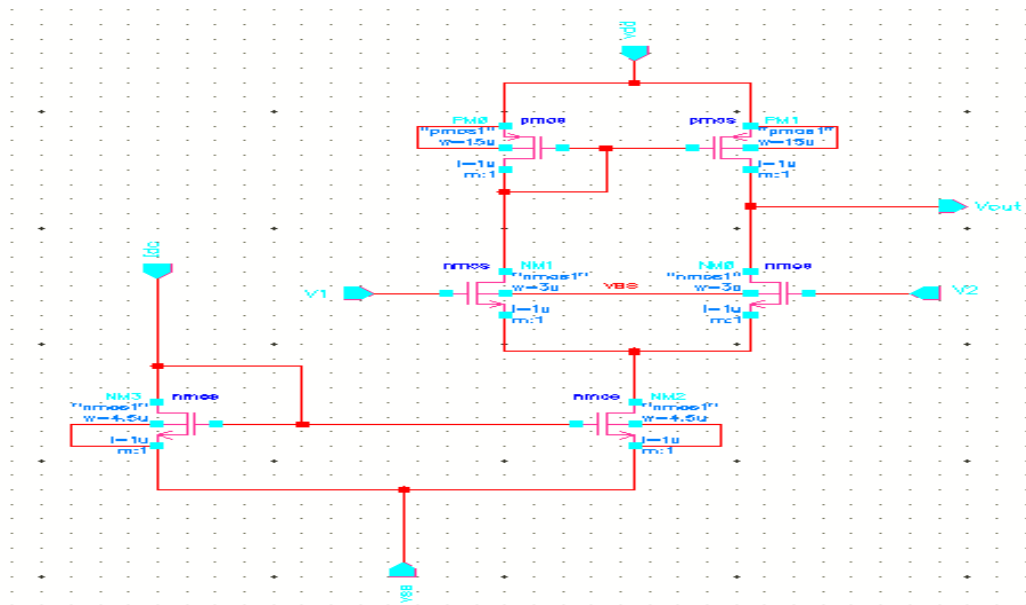 vdd
PM0 pmos
"pmos1"
w=15u
l=1u
m:1
pmos PM1
"pmos1"
w=15u
l=1u
m:1
Vout
idc
nmos NM1
"nmos1"
w=3u
l=1u
m:1
NM0 nmos
"nmos1"
w=3u
l=1u
m:1
V1
V2
NM3 nmos
"nmos1"
w=4.5u
l=1u
m:1
nmos NM2
"nmos1"
w=4.5u
l=1u
m:1
vss